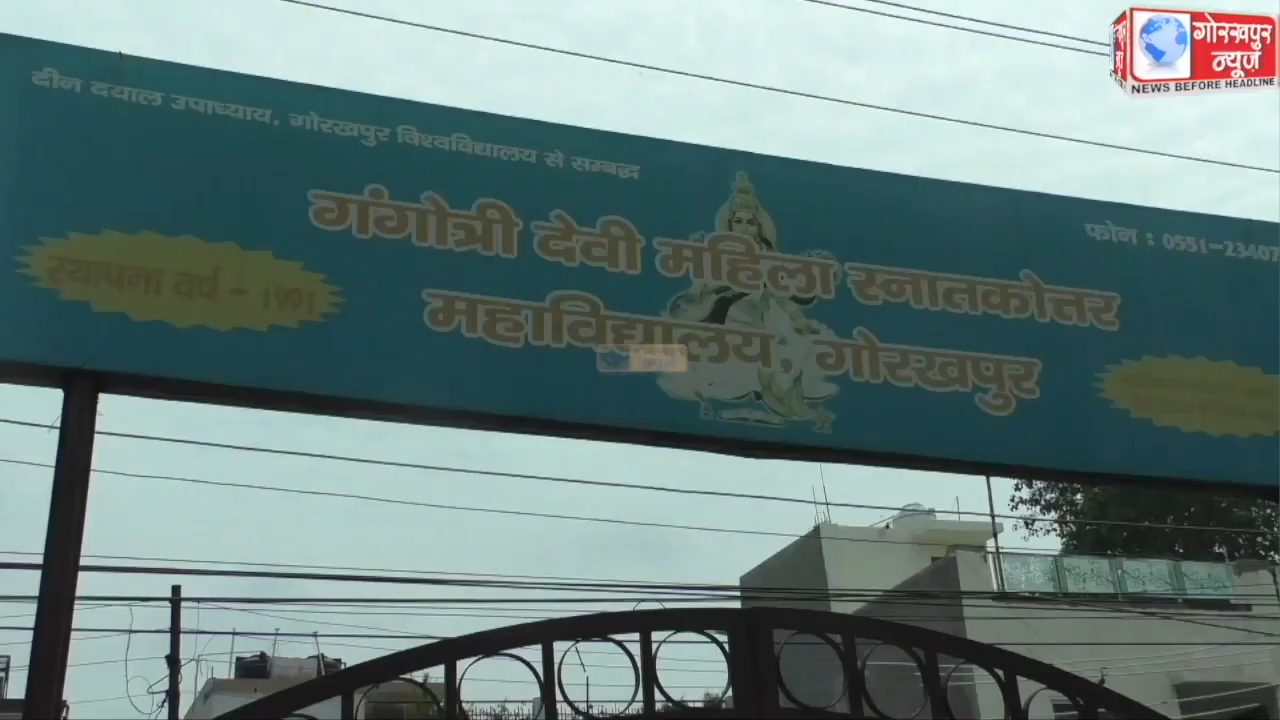 गोरखपुर
न्यूज़
NEWS BEFORE HEADLINE
दीन दयाल उपाध्याय, गोरखपुर विश्वविद्यालय से सम्बद्ध
फोन : 0551-23407
गंगोत्री देवी महिला स्नातकोत्तर
महाविद्यालय, गोरखपुर
स्थापना वर्ष - 1991